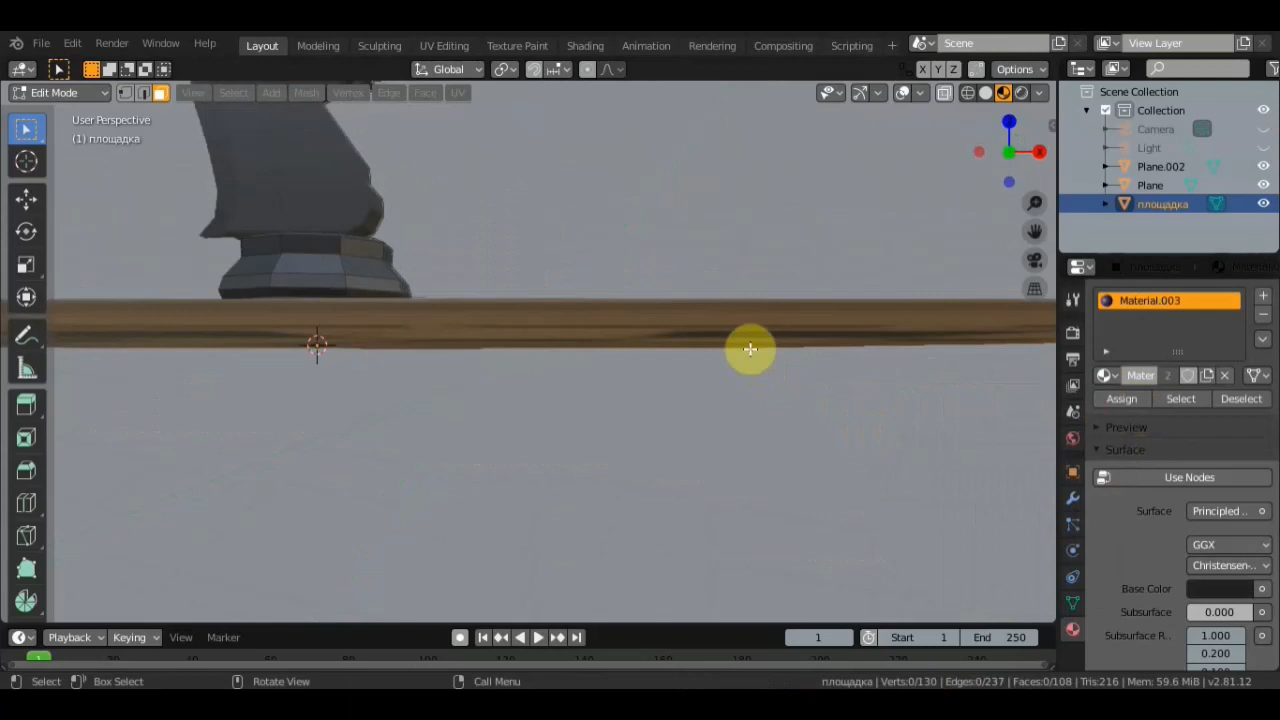 File Edit Render Window Help Layout Modeling Sculpting UV Editing Texture Paint Shading Animation Rendering Compositing Scripting + Scene View Layer
Global X Y Z Options
Edit Mode View Select Add Mesh Vertex Edge Face UV
User Perspective
(1) площадка
Scene Collection
Collection
Camera
Light
Plane.002
Plane
площадка
Material.003
Mater 2
Assign Select Deselect
Preview
Surface
Use Nodes
Surface Principled ..
GGX
Christensen-..
Base Color
Subsurface 0.000
Subsurface R.. 1.000
0.200
Playback Keying View Marker 1 Start 1 End 250
1
Select Box Select Rotate View Call Menu площадка | Verts:0/130 | Edges:0/237 | Faces:0/108 | Tris:216 | Mem: 59.6 MiB | v2.81.12